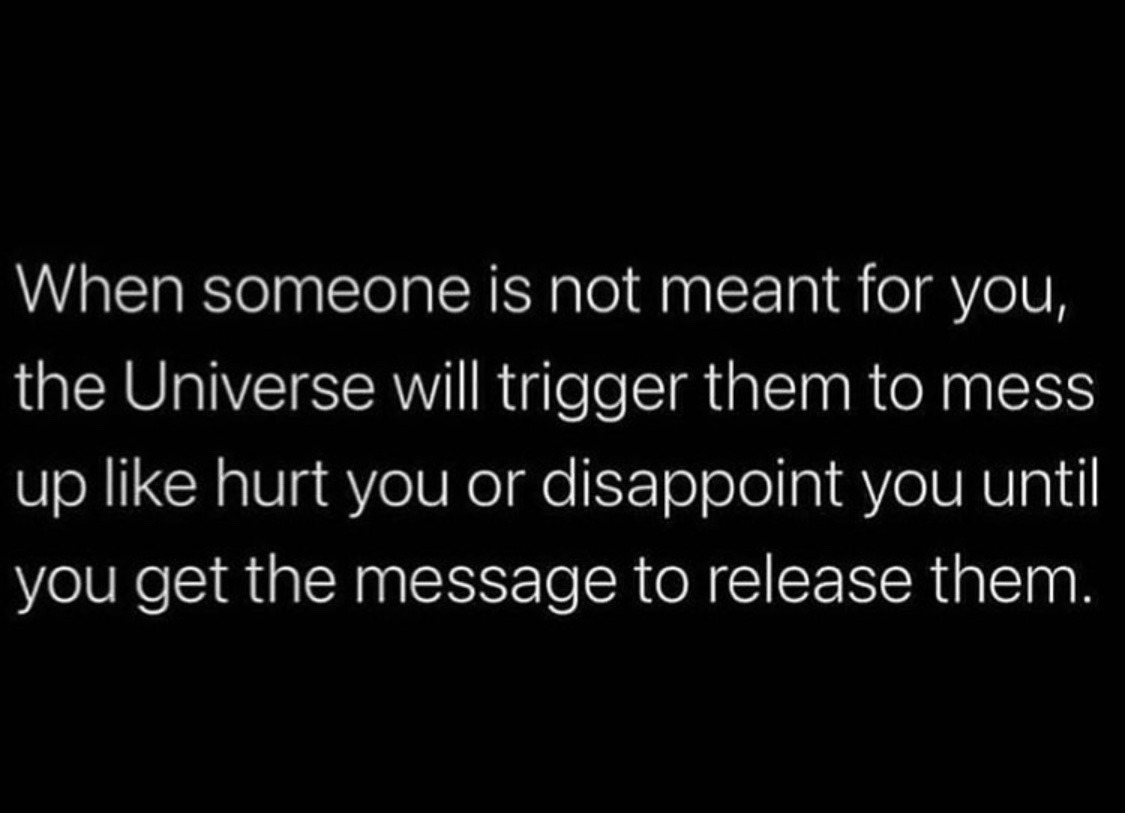 When someone is not meant for you,
the Universe will trigger them to mess
up like hurt you or disappoint you until
you get the message to release them.